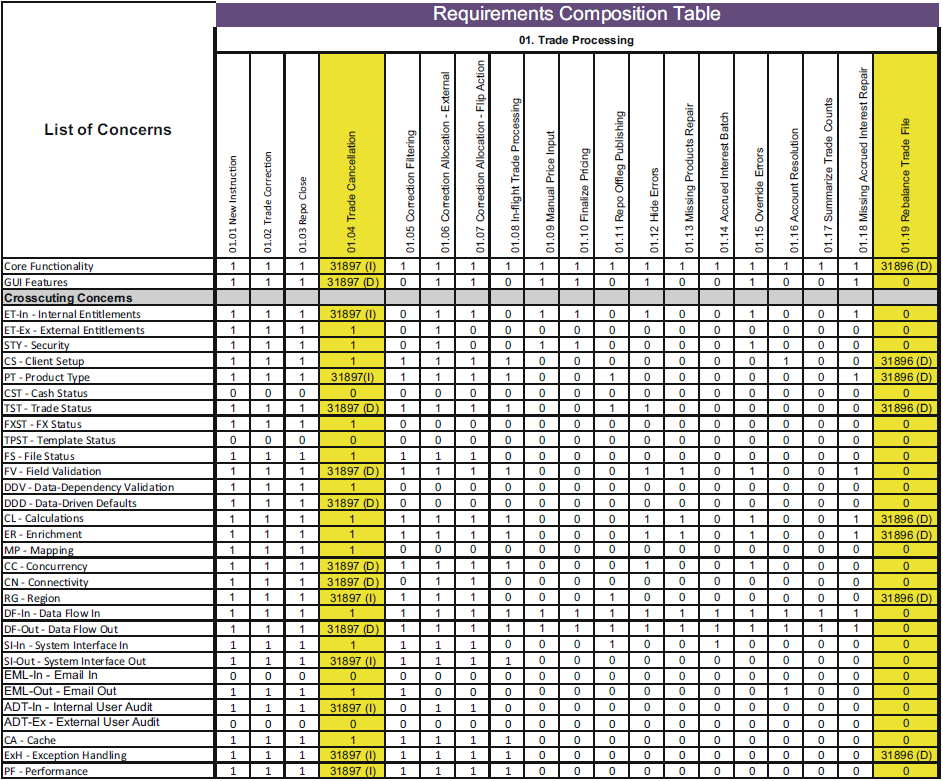 Requirements Composition Table
01. Trade Processing
List of Concerns
01.01 New Instruction
01.02 Trade Correction
01.03 Repo Close
01.04 Trade Cancellation
01.05 Correction Filtering
01.06 Correction Allocation - External
01.07 Correction Allocation - Flip Action
01.08 In-flight Trade Processing
01.09 Manual Price Input
01.10 Finalize Pricing
01.11 Repo Offleg Publishing
01.12 Hide Errors
01.13 Missing Products Repair
01.14 Accrued Interest Batch
01.15 Override Errors
01.16 Account Resolution
01.17 Summarize Trade Counts
01.18 Missing Accrued Interest Repair
01.19 Rebalance Trade File
Core Functionality 1 1 1 31897 (I) 1 1 1 1 1 1 1 1 1 1 1 1 1 1 31896 (D)
GUI Features 1 1 1 31897 (D) 0 1 1 0 1 1 0 1 0 0 1 0 0 1 0
Crosscuting Concerns
ET-In - Internal Entitlements 1 1 1 31897 (I) 0 1 1 0 1 1 0 1 0 0 1 0 0 1 0
ET-Ex - External Entitlements 1 1 1 1 0 1 0 0 0 0 0 0 0 0 0 0 0 0 0
STY - Security 1 1 1 1 0 1 0 0 1 1 0 0 0 0 1 0 0 0 0
CS - Client Setup 1 1 1 1 1 1 1 1 0 0 0 0 0 0 0 1 0 0 31896 (D)
PT - Product Type 1 1 1 31897(I) 1 1 1 1 0 0 1 0 0 0 0 0 0 1 31896 (D)
CST - Cash Status 0 0 0 0 0 0 0 0 0 0 0 0 0 0 0 0 0 0 0
TST - Trade Status 1 1 1 31897 (D) 1 1 1 1 0 0 1 1 0 0 0 0 0 0 31896 (D)
FXST - FX Status 1 1 1 1 0 0 0 0 0 0 0 0 0 0 0 0 0 0 0
TPST - Template Status 0 0 0 0 0 0 0 0 0 0 0 0 0 0 0 0 0 0 0
FS - File Status 1 1 1 1 1 1 1 0 0 0 0 0 0 0 0 0 0 0 0
FV - Field Validation 1 1 1 31897 (D) 1 1 1 1 0 0 0 1 1 0 1 0 0 1 0
DDV - Data-Dependency Validation 1 1 1 1 0 0 0 0 0 0 0 0 0 0 0 0 0 0 0
DDD - Data-Driven Defaults 1 1 1 31897 (D) 0 0 0 0 0 0 0 0 0 0 0 0 0 0 0
CL - Calculations 1 1 1 1 1 1 1 1 0 0 0 1 1 0 1 0 0 1 31896 (D)
ER - Enrichment 1 1 1 1 1 1 1 1 0 0 0 1 1 0 1 0 0 1 31896 (D)
MP - Mapping 1 1 1 1 0 0 0 0 0 0 0 0 0 0 0 0 0 0 0
CC - Concurrency 1 1 1 31897 (D) 1 1 1 1 0 0 0 1 0 0 1 0 0 0 0
CN - Connectivity 1 1 1 31897 (D) 0 1 1 0 0 0 0 0 0 0 0 0 0 0 0
RG - Region 1 1 1 31897 (I) 1 1 1 1 0 0 1 0 0 0 0 0 0 0 31896 (D)
DF-In - Data Flow In 1 1 1 1 1 1 1 1 1 1 1 1 1 1 1 1 1 1 0
DF-Out - Data Flow Out 1 1 1 31897 (D) 1 1 1 1 1 1 1 1 1 1 1 1 1 1 0
SI-In - System Interface In 1 1 1 1 1 1 1 0 0 0 1 0 0 1 0 0 0 0 0
SI-Out - System Interface Out 1 1 1 31897 (I) 1 1 1 1 0 0 0 0 0 0 0 0 0 0 0
EML-In - Email In 0 0 0 0 0 0 0 0 0 0 0 0 0 0 0 0 0 0 0
EML-Out - Email Out 1 1 1 1 1 0 0 0 0 0 0 0 0 0 0 1 0 0 0
ADT-In - Internal User Audit 1 1 1 31897 (I) 0 1 1 0 0 0 0 0 0 0 0 0 0 0 0
ADT-Ex - External User Audit 0 0 0 0 0 0 0 0 0 0 0 0 0 0 0 0 0 0 0
CA - Cache 1 1 1 1 1 1 1 1 0 0 0 0 0 0 0 0 0 0 0
ExH - Exception Handling 1 1 1 31897 (I) 1 1 1 1 0 0 0 0 0 0 0 0 0 0 31896 (D)
PF - Performance 1 1 1 31897 (I) 1 1 1 1 0 0 0 0 0 0 0 0 0 0 0